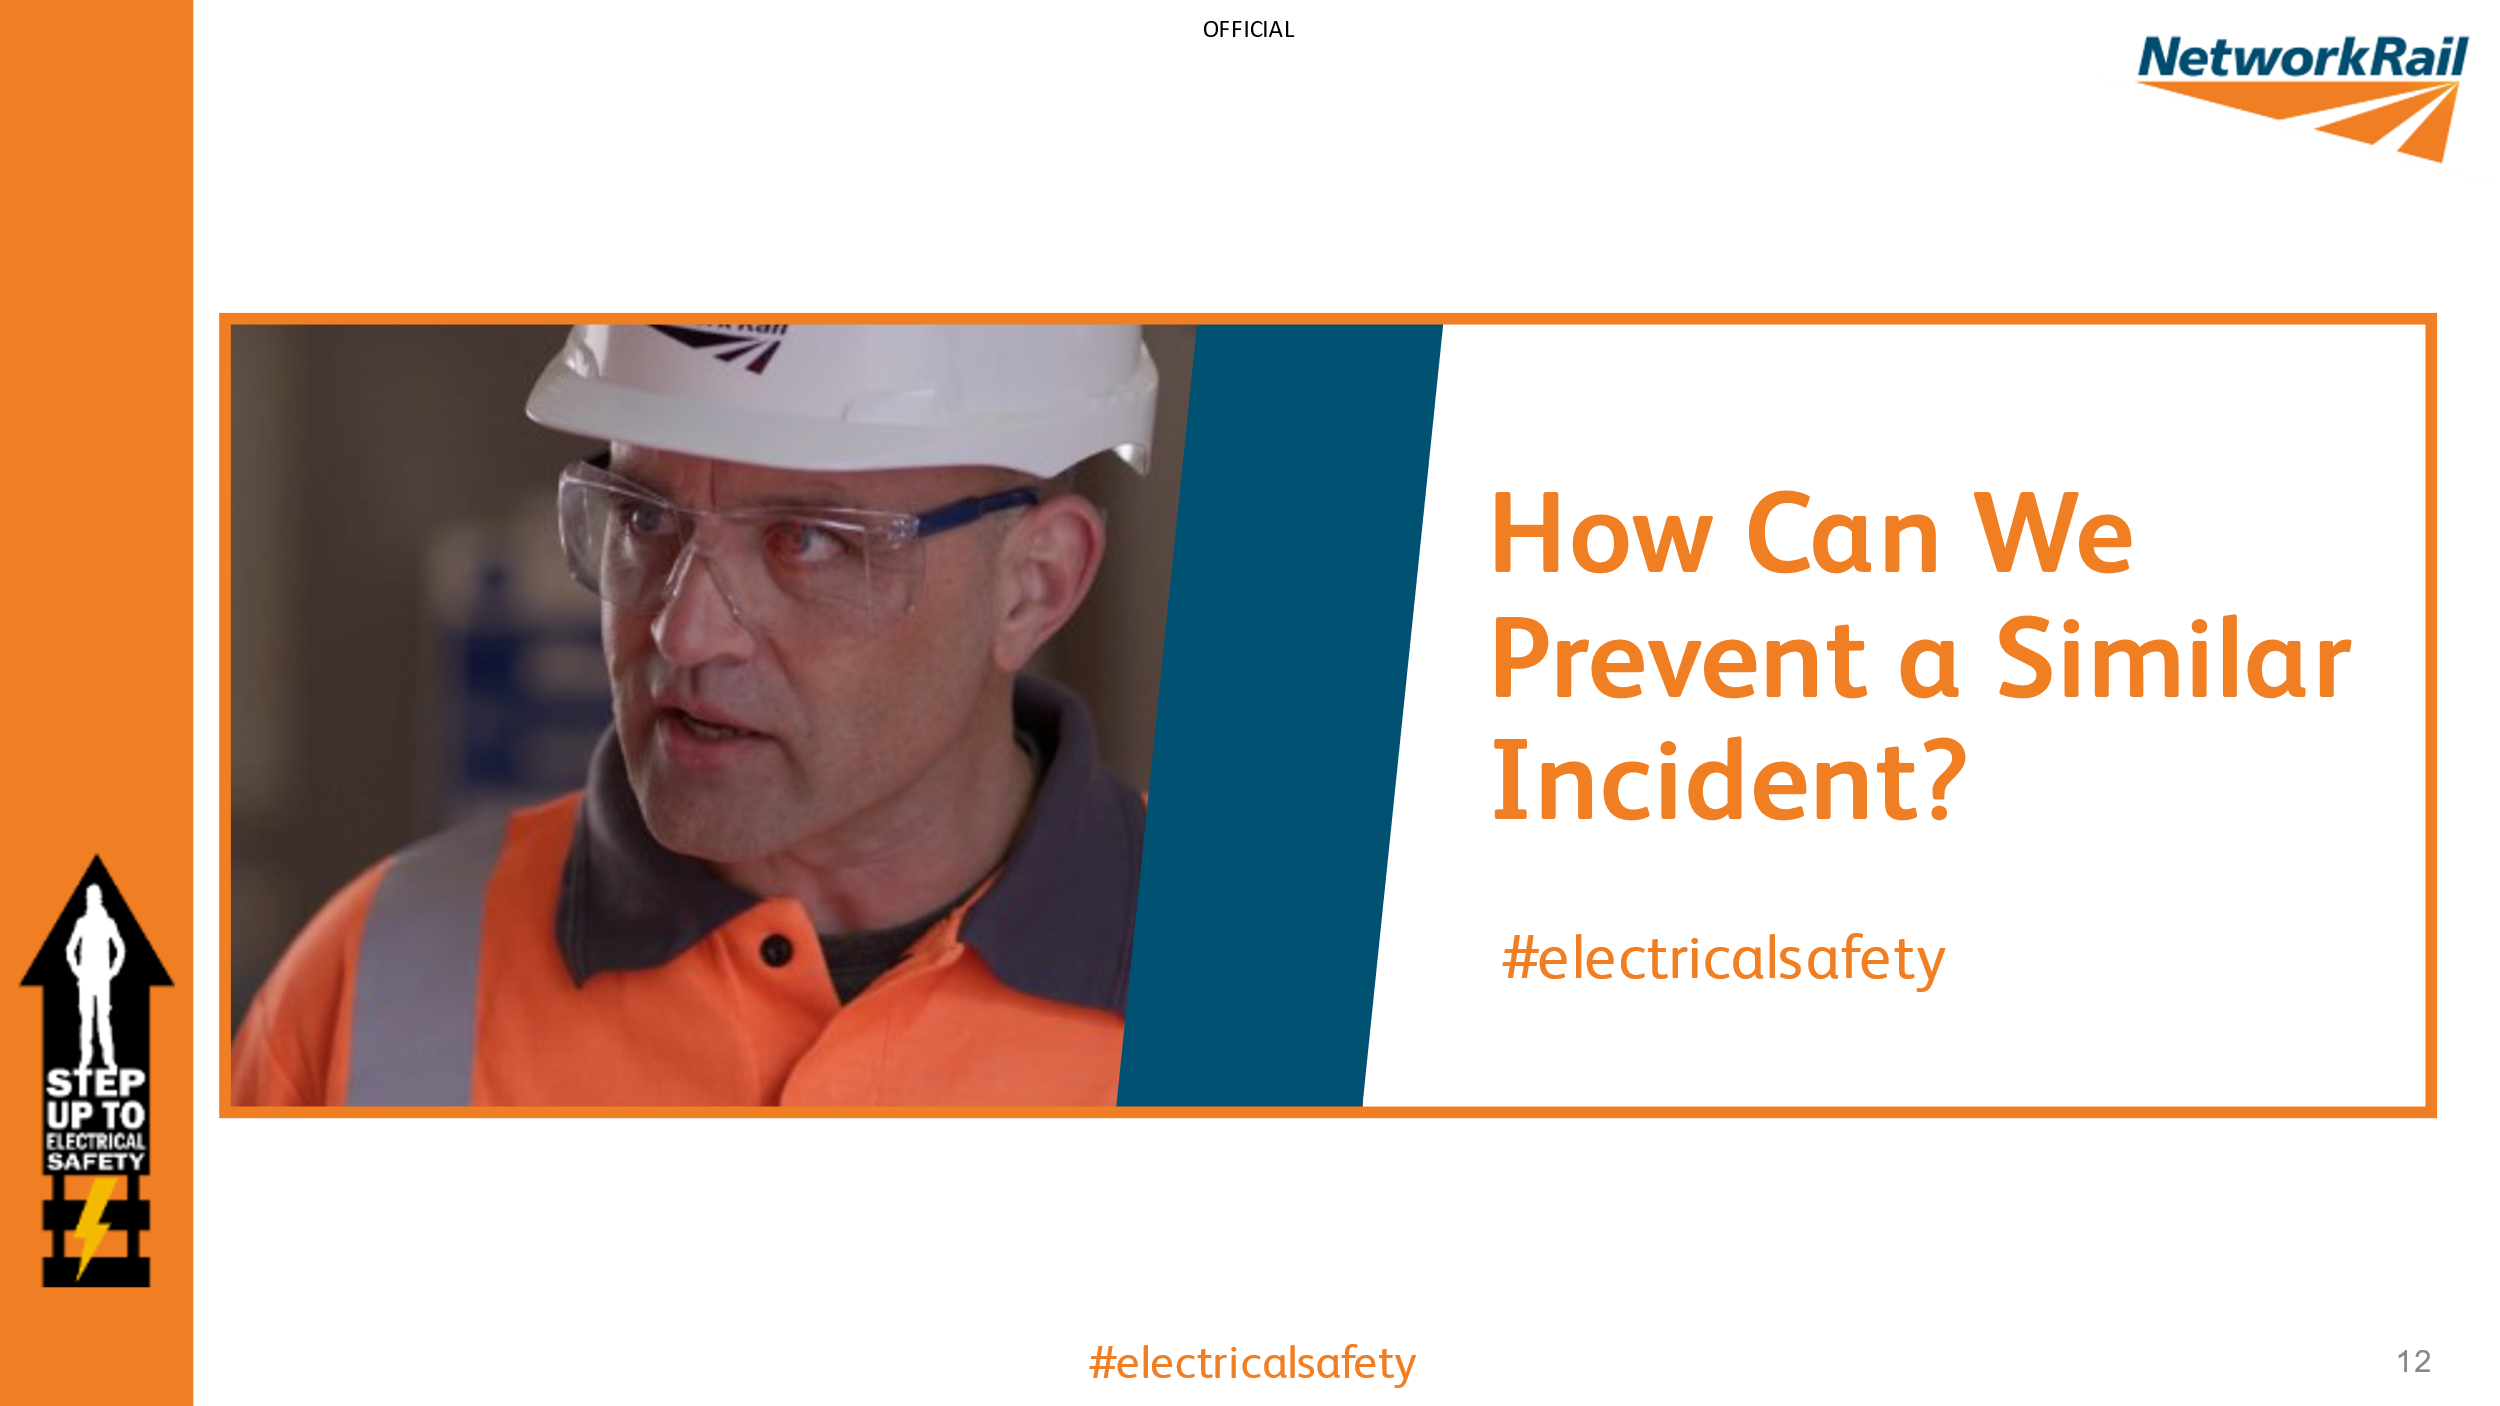 OFFICIAL
NetworkRail
How Can We
Prevent a Similar
Incident?
#electricalsafety
STEP
UP TO
ELECTRICAL
SAFETY
#electricalsafety
12